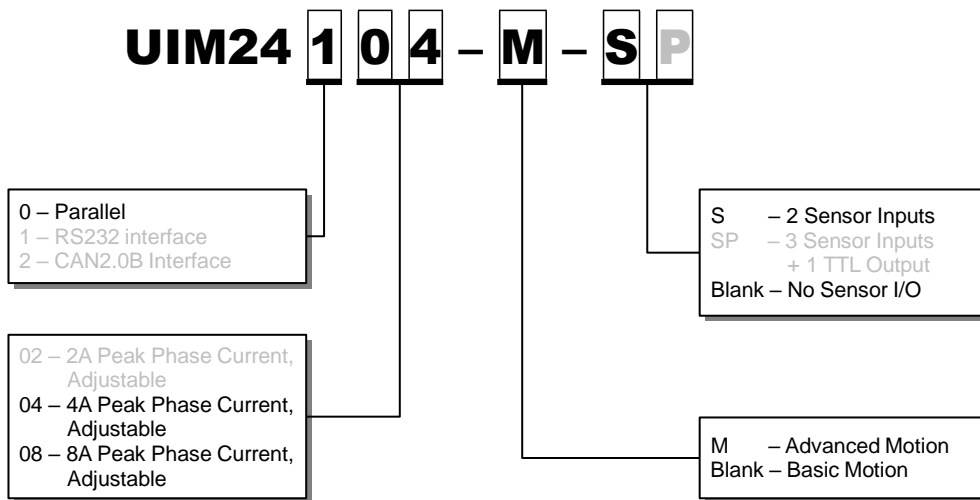 UIM24 1 0 4 – M – S P
0 – Parallel
1 – RS232 interface
2 – CAN2.0B Interface
S – 2 Sensor Inputs
SP – 3 Sensor Inputs
+ 1 TTL Output
Blank – No Sensor I/O
02 – 2A Peak Phase Current,
Adjustable
04 – 4A Peak Phase Current,
Adjustable
08 – 8A Peak Phase Current,
Adjustable
M – Advanced Motion
Blank – Basic Motion